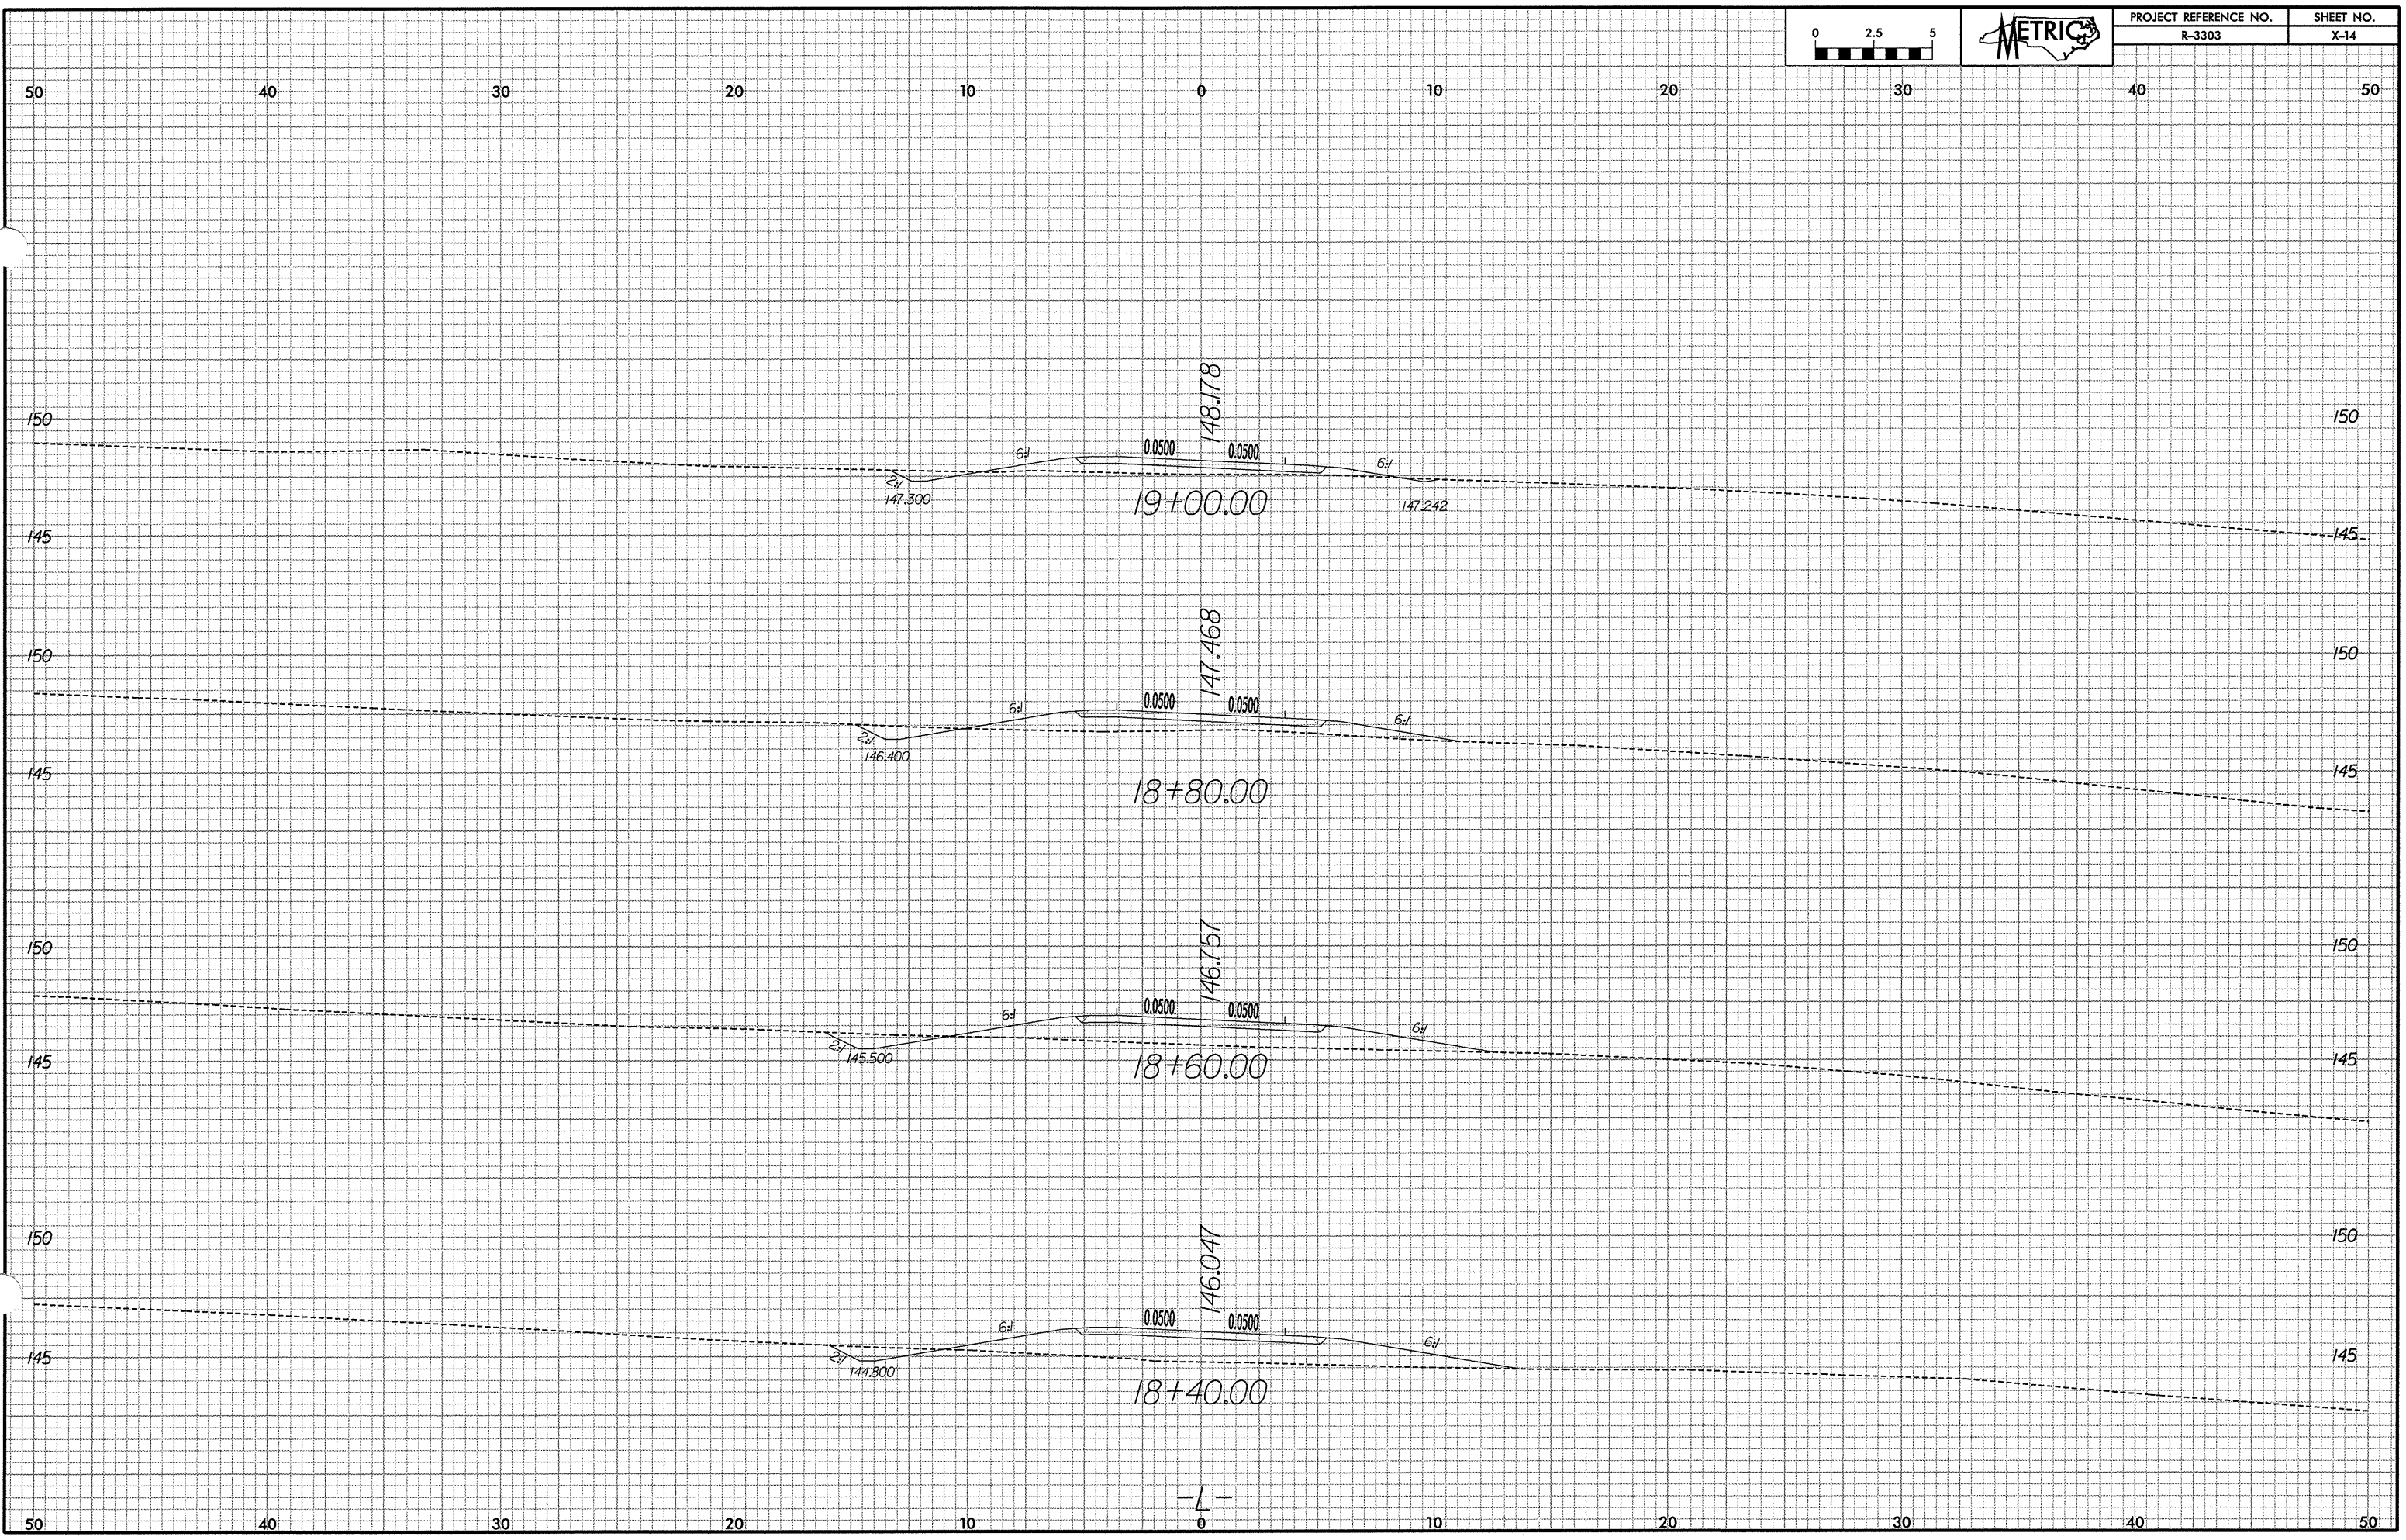 0 2.5 5
METRIC
PROJECT REFERENCE NO. SHEET NO.
R-3303 X-14
50 40 30 20 10 0 10 20 30 40 50
148.178
150 150
6:1 0.0500 0.0500 6:1
2:1
147.300 19+00.00 147.242
145 145
147.468
150 150
6:1 0.0500 0.0500 6:1
2:1
146.400
145 145
18+80.00
146.757
150 150
6:1 0.0500 0.0500 6:1
2:1 145.500
145 18+60.00 145
146.047
150 150
6:1 0.0500 0.0500 6:1
145 2:1 145
144.800
18+40.00
-L-
50 40 30 20 10 0 10 20 30 40 50